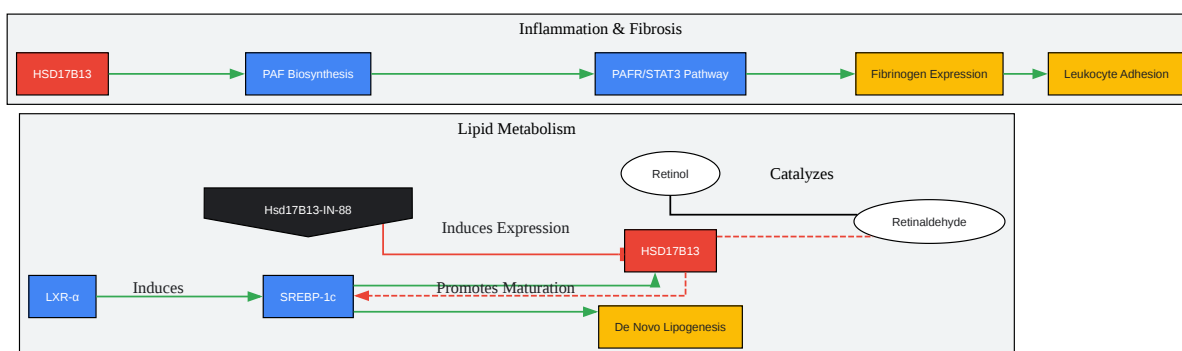 Inflammation & Fibrosis
HSD17B13
PAF Biosynthesis
PAFR/STAT3 Pathway
Fibrinogen Expression
Leukocyte Adhesion
Lipid Metabolism
Retinol
Catalyzes
Hsd17B13-IN-88
Retinaldehyde
Induces Expression
HSD17B13
LXR-α
Induces
SREBP-1c
Promotes Maturation
De Novo Lipogenesis